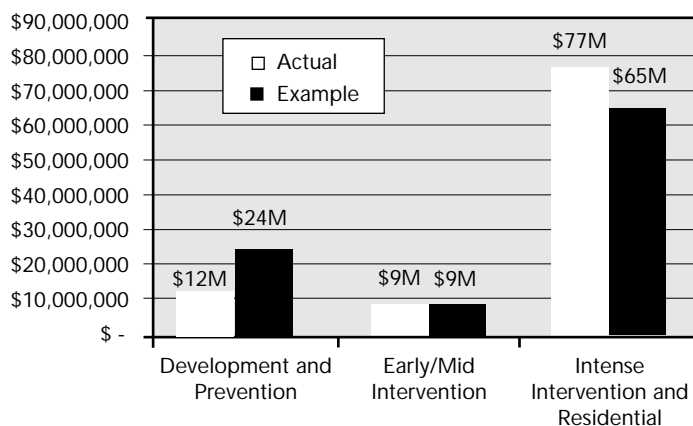 $90,000,000
$80,000,000
$70,000,000
$60,000,000
$50,000,000
$40,000,000
$30,000,000
$20,000,000
$10,000,000
$ -
Actual
Example
$12M
$24M
$9M
$9M
$77M
$65M
Development and
Prevention
Early/Mid
Intervention
Intense
Intervention and
Residential